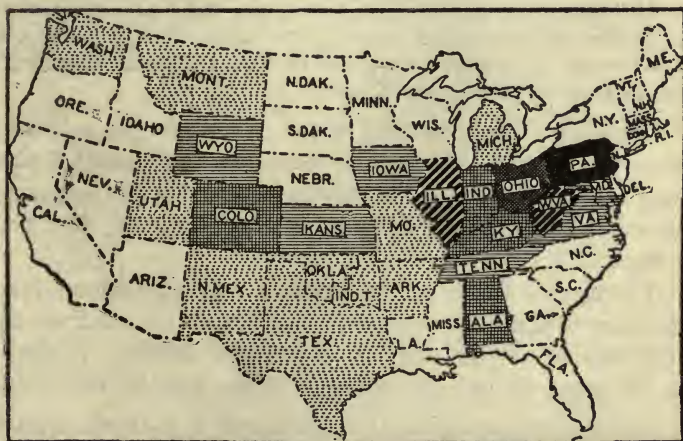 WASH.
MONT.
N.DAK.
MINN.
ME.
VT.
N.H.
MASS.
R.I.
N.Y.
ORE.
IDAHO
S.DAK.
WIS.
MICH.
WYO
IOWA
PA.
NEBR.
NEV.
UTAH
COLO
ILL.
IND
OHIO
MD.
DEL.
W.VA
VA
CAL.
KANS
MO.
KY
TENN
N.C.
ARIZ.
N.MEX.
OKLA.
IND.T.
ARK.
S.C.
TEX.
LA.
MISS.
ALA
GA.
FLA.